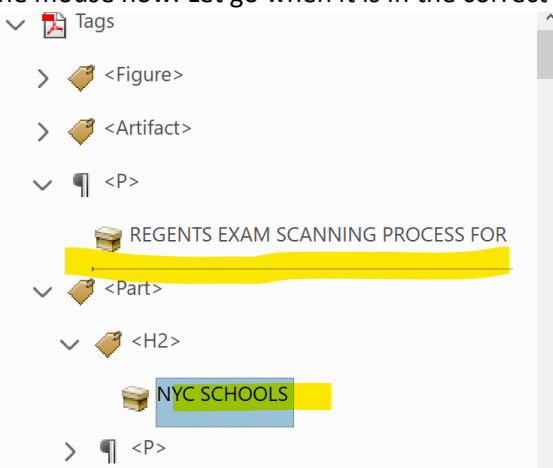 the mouse now. Let go when it is in the correct
Tags
<Figure>
<Artifact>
<P>
REGENTS EXAM SCANNING PROCESS FOR
<Part>
<H2>
NYC SCHOOLS
<P>